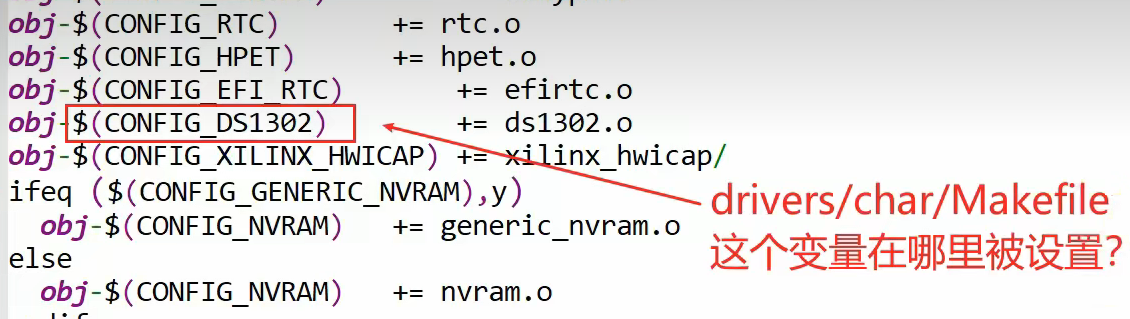 obj-$(CONFIG_RTC) += rtc.o
obj-$(CONFIG_HPET) += hpet.o
obj-$(CONFIG_EFI_RTC) += efirtc.o
obj-$(CONFIG_DS1302) += ds1302.o
obj-$(CONFIG_XILINX_HWICAP) += xilinx_hwicap/
ifeq ($(CONFIG_GENERIC_NVRAM),y)
obj-$(CONFIG_NVRAM) += generic_nvram.o
else
obj-$(CONFIG_NVRAM) += nvram.o
drivers/char/Makefile
这个变量在哪里被设置?